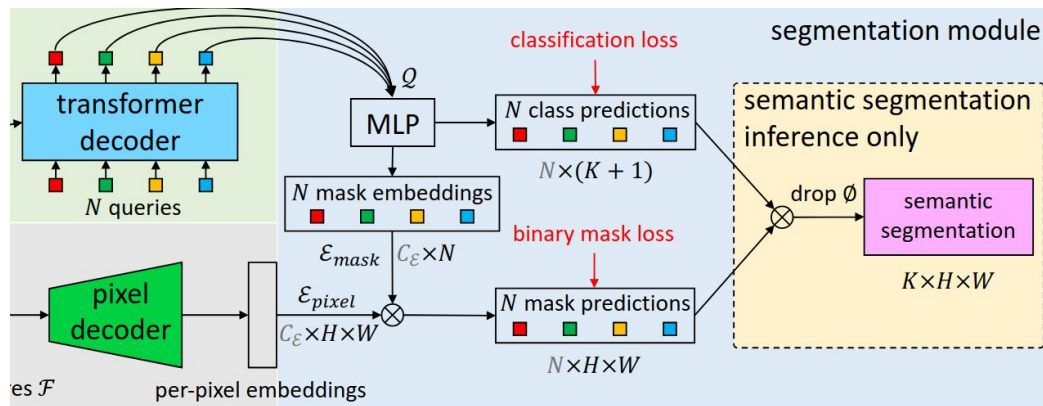 segmentation module
classification loss
𝒬
transformer
decoder
MLP
N class predictions
N×(K + 1)
semantic segmentation
inference only
N queries
N mask embeddings
ℰmask
Cℰ×N
drop ∅
semantic
segmentation
K×H×W
binary mask loss
pixel
decoder
ℰpixel
Cℰ×H×W
N mask predictions
N×H×W
res ℱ
per-pixel embeddings